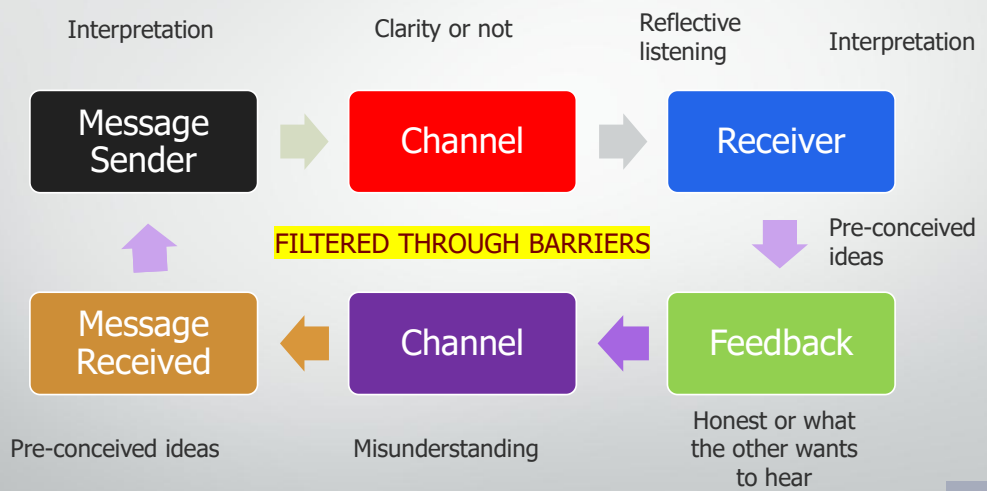 Interpretation
Clarity or not
Reflective
listening
Interpretation
Message
Sender
Channel
Receiver
FILTERED THROUGH BARRIERS
Pre-conceived
ideas
Message
Received
Channel
Feedback
Pre-conceived ideas
Misunderstanding
Honest or what
the other wants
to hear